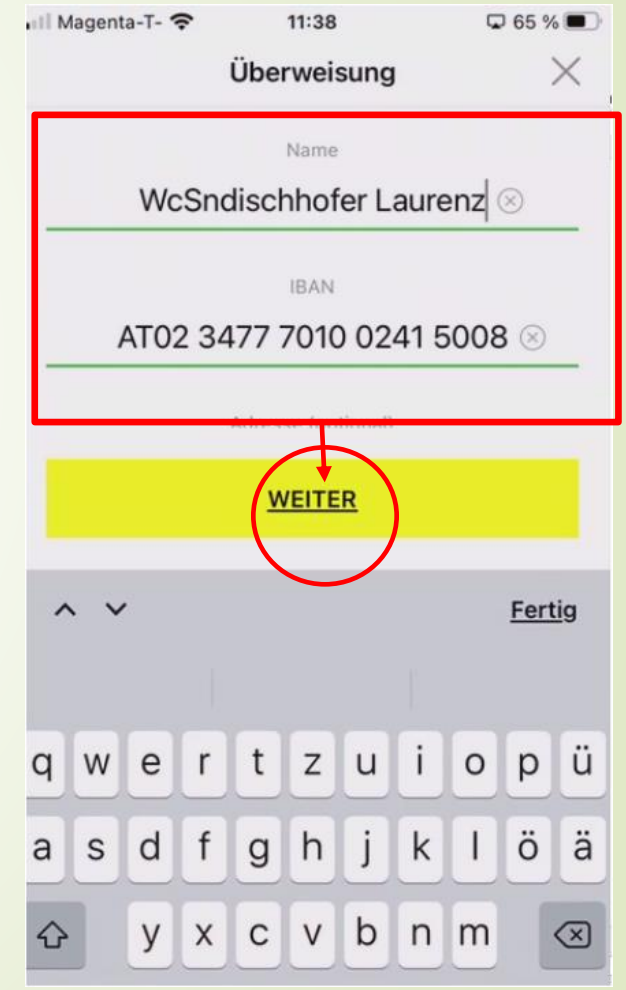 Magenta-T- 11:38 65 %
Überweisung
Name
WcSndischhofer Laurenz
IBAN
AT02 3477 7010 0241 5008
WEITER
Fertig
q w e r t z u i o p ü
a s d f g h j k l ö ä
y x c v b n m